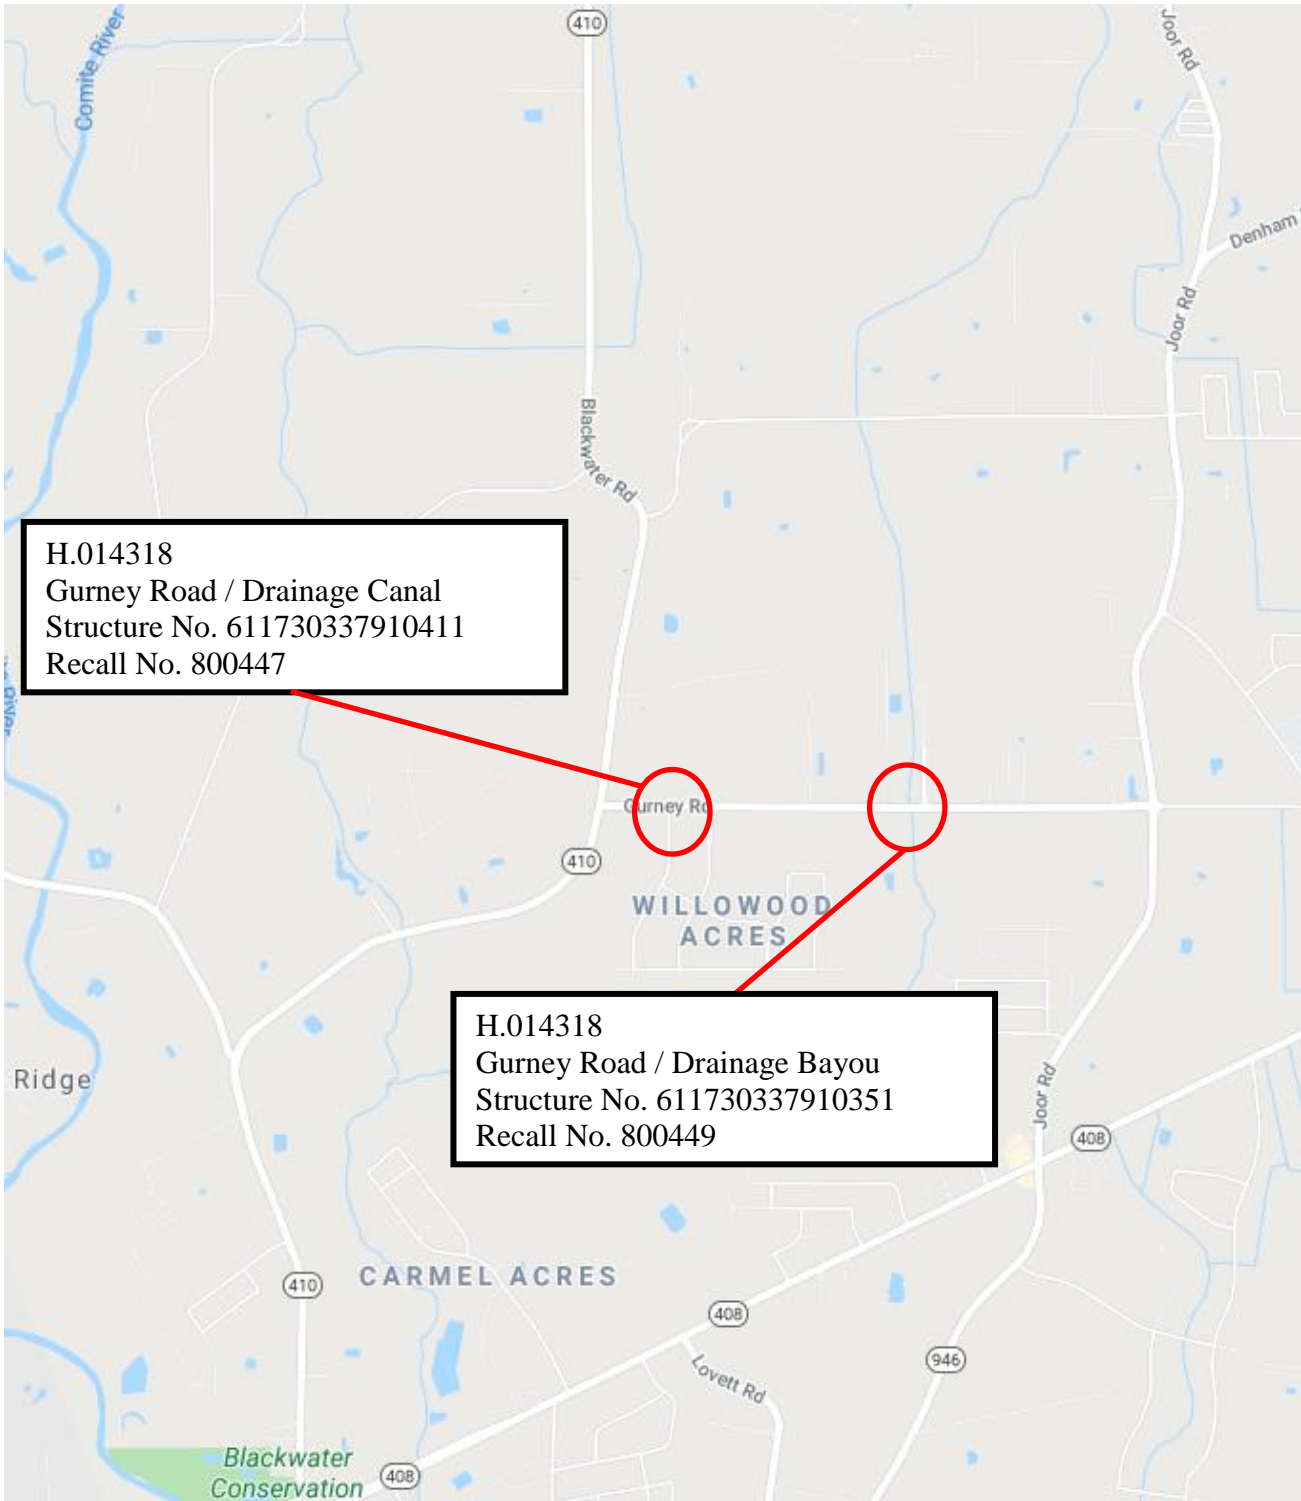 410
Joor Rd
Comite River
Denham
Joor Rd
Blackwater Rd
H.014318
Gurney Road / Drainage Canal
Structure No. 611730337910411
Recall No. 800447
River
Gurney Rd
410
WILLOWOOD
ACRES
H.014318
Gurney Road / Drainage Bayou
Structure No. 611730337910351
Recall No. 800449
Ridge
Joor Rd
408
410
CARMEL ACRES
408
946
Lovett Rd
Blackwater
Conservation
408